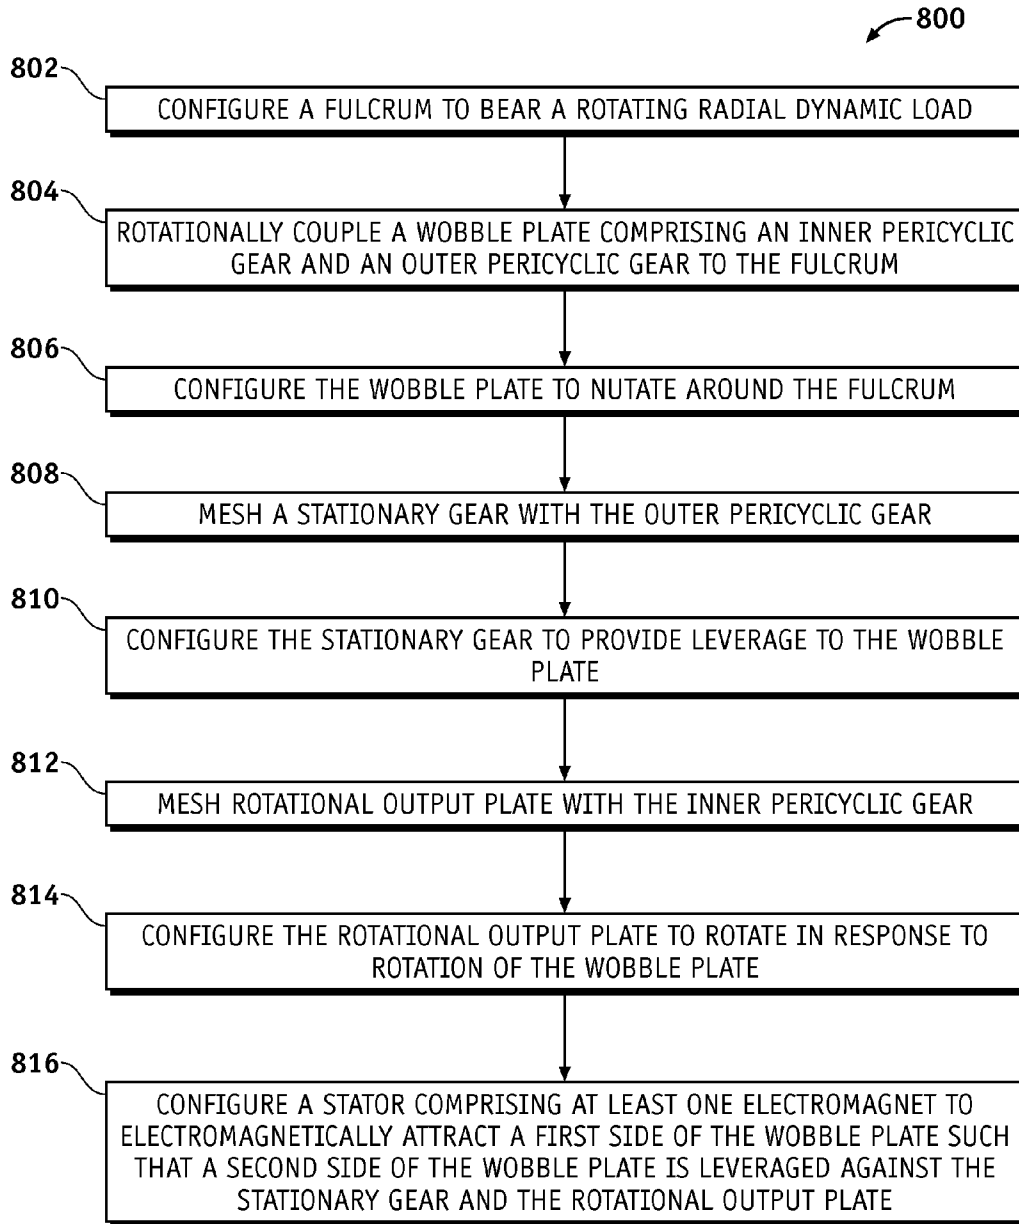 800
802
CONFIGURE A FULCRUM TO BEAR A ROTATING RADIAL DYNAMIC LOAD
804
ROTATIONALLY COUPLE A WOBBLE PLATE COMPRISING AN INNER PERICYCLIC
GEAR AND AN OUTER PERICYCLIC GEAR TO THE FULCRUM
806
CONFIGURE THE WOBBLE PLATE TO NUTATE AROUND THE FULCRUM
808
MESH A STATIONARY GEAR WITH THE OUTER PERICYCLIC GEAR
810
CONFIGURE THE STATIONARY GEAR TO PROVIDE LEVERAGE TO THE WOBBLE
PLATE
812
MESH ROTATIONAL OUTPUT PLATE WITH THE INNER PERICYCLIC GEAR
814
CONFIGURE THE ROTATIONAL OUTPUT PLATE TO ROTATE IN RESPONSE TO
ROTATION OF THE WOBBLE PLATE
816
CONFIGURE A STATOR COMPRISING AT LEAST ONE ELECTROMAGNET TO
ELECTROMAGNETICALLY ATTRACT A FIRST SIDE OF THE WOBBLE PLATE SUCH
THAT A SECOND SIDE OF THE WOBBLE PLATE IS LEVERAGED AGAINST THE
STATIONARY GEAR AND THE ROTATIONAL OUTPUT PLATE